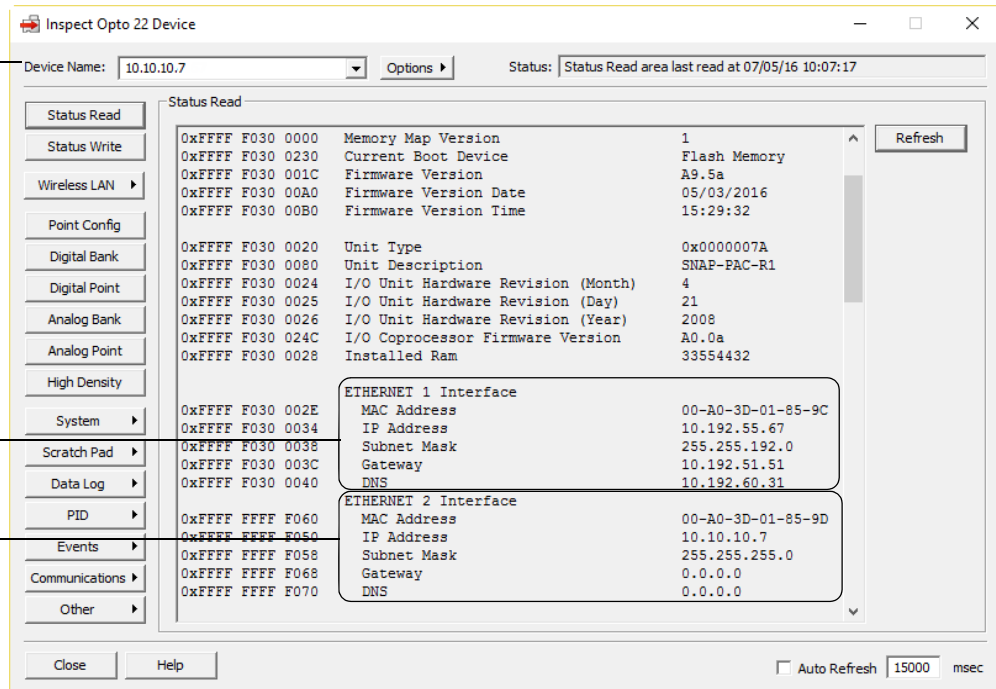 Inspect Opto 22 Device
Device Name: 10.10.10.7 Options Status: Status Read area last read at 07/05/16 10:07:17
Status Read
Status Write
Wireless LAN
Point Config
Digital Bank
Digital Point
Analog Bank
Analog Point
High Density
System
Scratch Pad
Data Log
PID
Events
Communications
Other
Status Read
0xFFFF F030 0000 Memory Map Version 1
0xFFFF F030 0230 Current Boot Device Flash Memory
0xFFFF F030 001C Firmware Version A9.5a
0xFFFF F030 00A0 Firmware Version Date 05/03/2016
0xFFFF F030 00B0 Firmware Version Time 15:29:32
0xFFFF F030 0020 Unit Type 0x0000007A
0xFFFF F030 0080 Unit Description SNAP-PAC-R1
0xFFFF F030 0024 I/O Unit Hardware Revision (Month) 4
0xFFFF F030 0025 I/O Unit Hardware Revision (Day) 21
0xFFFF F030 0026 I/O Unit Hardware Revision (Year) 2008
0xFFFF F030 024C I/O Coprocessor Firmware Version A0.0a
0xFFFF F030 0028 Installed Ram 33554432
ETHERNET 1 Interface
0xFFFF F030 002E MAC Address 00-A0-3D-01-85-9C
0xFFFF F030 0034 IP Address 10.192.55.67
0xFFFF F030 0038 Subnet Mask 255.255.192.0
0xFFFF F030 003C Gateway 10.192.51.51
0xFFFF F030 0040 DNS 10.192.60.31
ETHERNET 2 Interface
0xFFFF FFFF F060 MAC Address 00-A0-3D-01-85-9D
0xFFFF FFFF F050 IP Address 10.10.10.7
0xFFFF FFFF F058 Subnet Mask 255.255.255.0
0xFFFF FFFF F068 Gateway 0.0.0.0
0xFFFF FFFF F070 DNS 0.0.0.0
Refresh
Close Help Auto Refresh 15000 msec